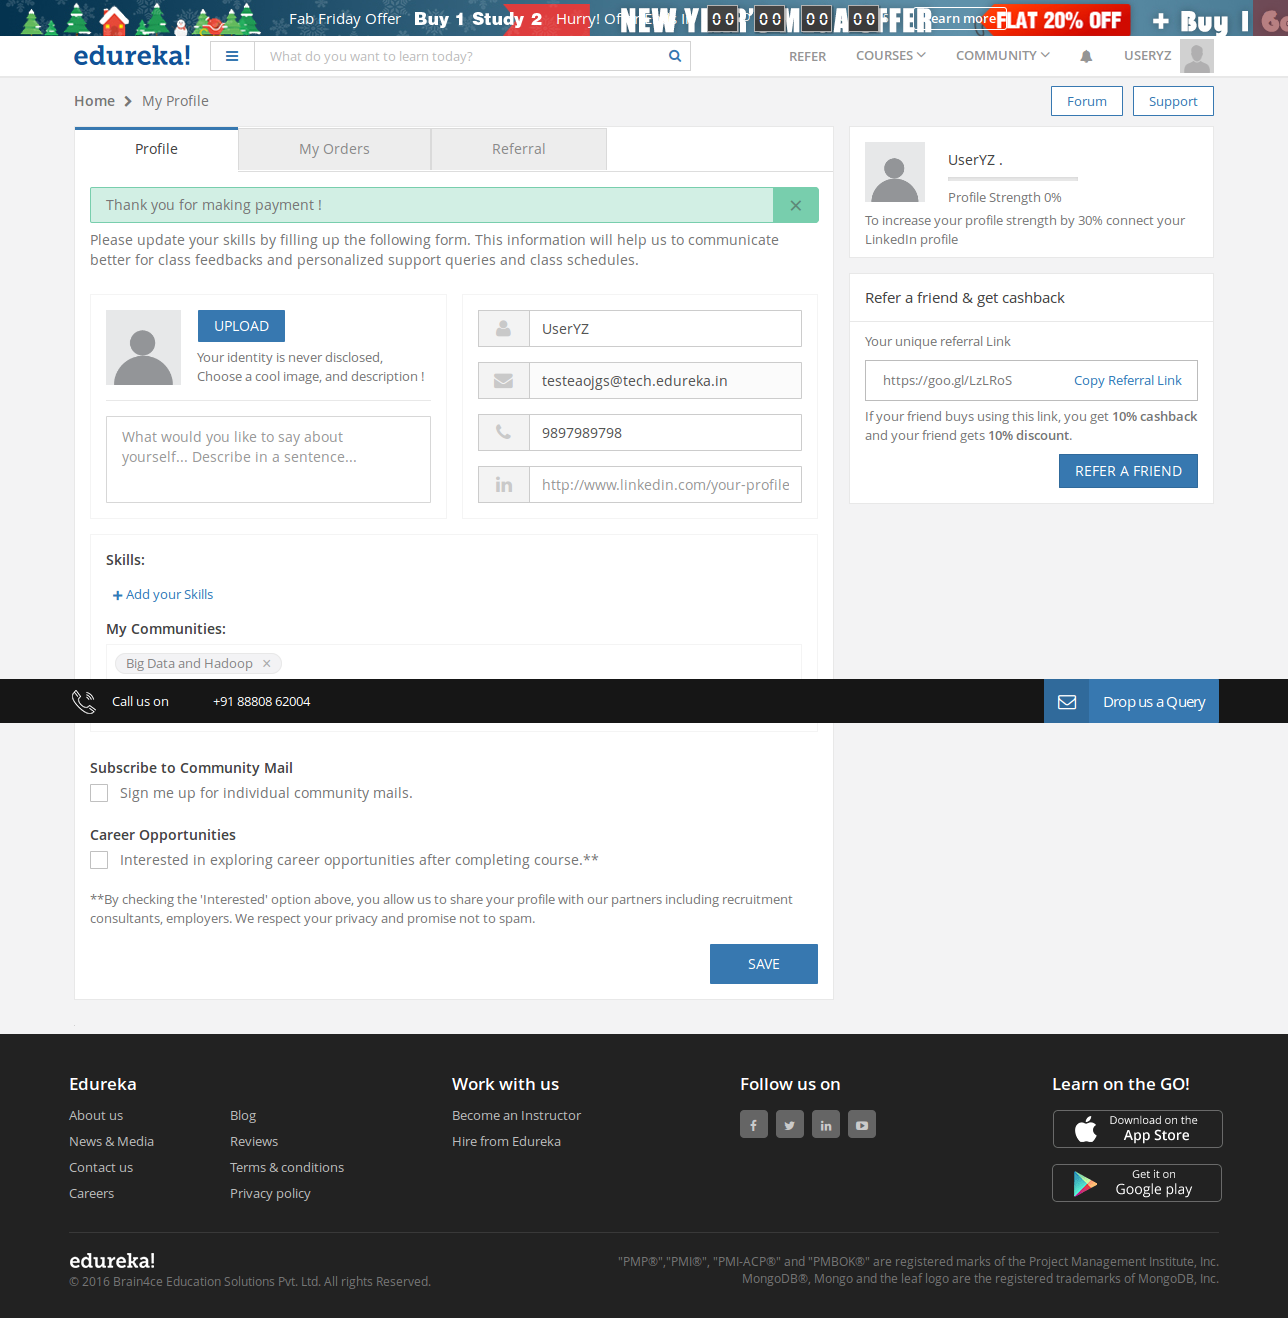 Fab Friday Offer Buy 1 Study 2 Hurry! NEW 00 00 00 00 OFFER Learn more FLAT 20% OFF + Buy 1
edureka! What do you want to learn today? REFER COURSES COMMUNITY USERYZ
Home My Profile Forum Support
Profile My Orders Referral
Thank you for making payment ! ×
Please update your skills by filling up the following form. This information will help us to communicate
better for class feedbacks and personalized support queries and class schedules.
UPLOAD
Your identity is never disclosed,
Choose a cool image, and description !
What would you like to say about
yourself... Describe in a sentence...
UserYZ
testeaojgs@tech.edureka.in
9897989798
http://www.linkedin.com/your-profile
Skills:
+ Add your Skills
My Communities:
Big Data and Hadoop ×
UserYZ .
Profile Strength 0%
To increase your profile strength by 30% connect your
LinkedIn profile
Refer a friend & get cashback
Your unique referral Link
https://goo.gl/LzLRoS Copy Referral Link
If your friend buys using this link, you get 10% cashback
and your friend gets 10% discount.
REFER A FRIEND
Call us on +91 88808 62004 Drop us a Query
Subscribe to Community Mail
Sign me up for individual community mails.
Career Opportunities
Interested in exploring career opportunities after completing course.**
**By checking the 'Interested' option above, you allow us to share your profile with our partners including recruitment
consultants, employers. We respect your privacy and promise not to spam.
SAVE
Edureka Work with us Follow us on Learn on the GO!
About us Blog Become an Instructor
News & Media Reviews Hire from Edureka
Contact us Terms & conditions
Careers Privacy policy
Download on the
App Store
Get it on
Google play
edureka!
© 2016 Brain4ce Education Solutions Pvt. Ltd. All rights Reserved.
"PMP®","PMI®", "PMI-ACP®" and "PMBOK®" are registered marks of the Project Management Institute, Inc.
MongoDB®, Mongo and the leaf logo are the registered trademarks of MongoDB, Inc.